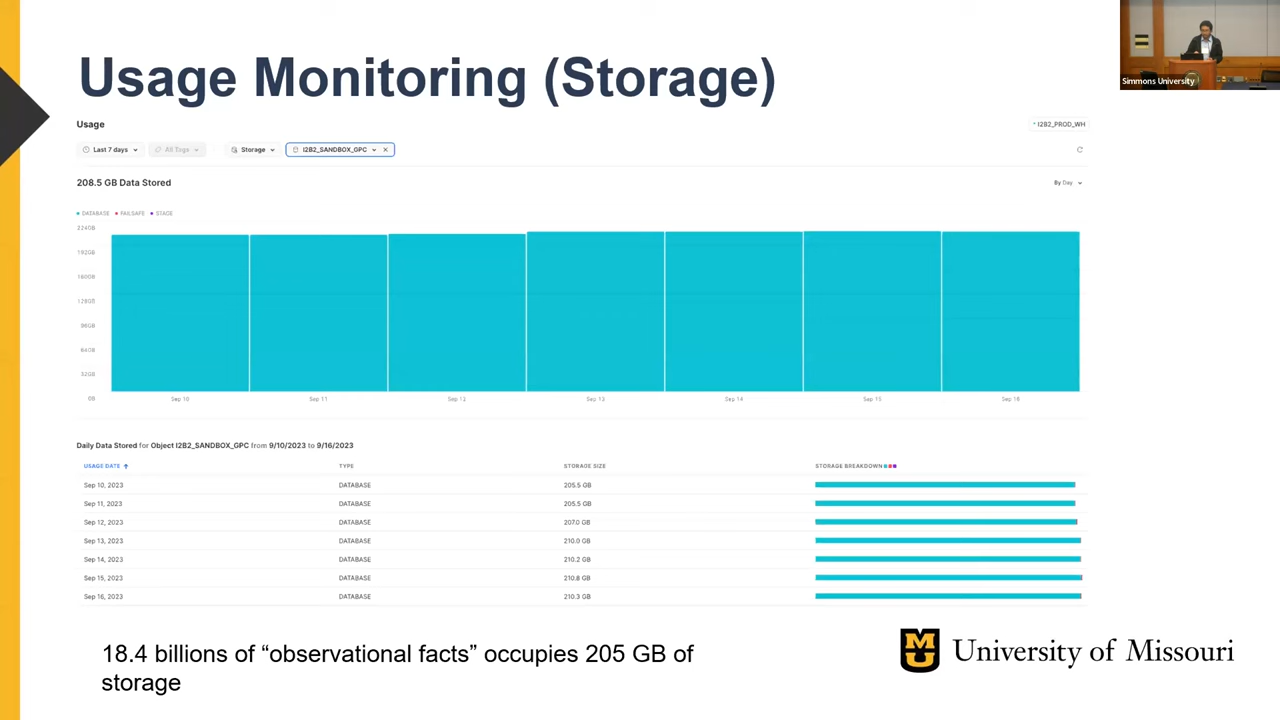 Usage Monitoring (Storage)
Simmons University
Usage
I2B2_PROD_WH
Last 7 days
All Tags
Storage
I2B2_SANDBOX_GPC
208.5 GB Data Stored
By Day
DATABASE FAILSAFE STAGE
224GB
192GB
160GB
128GB
96GB
64GB
32GB
GB
Sep 10 Sep 11 Sep 12 Sep 13 Sep 14 Sep 15 Sep 16
Daily Data Stored for Object I2B2_SANDBOX_GPC from 9/10/2023 to 9/16/2023
USAGE DATE TYPE STORAGE SIZE STORAGE BREAKDOWN
Sep 10, 2023 DATABASE 205.5 GB
Sep 11, 2023 DATABASE 205.5 GB
Sep 12, 2023 DATABASE 207.0 GB
Sep 13, 2023 DATABASE 210.0 GB
Sep 14, 2023 DATABASE 210.2 GB
Sep 15, 2023 DATABASE 210.8 GB
Sep 16, 2023 DATABASE 210.3 GB
18.4 billions of “observational facts” occupies 205 GB of
storage
University of Missouri